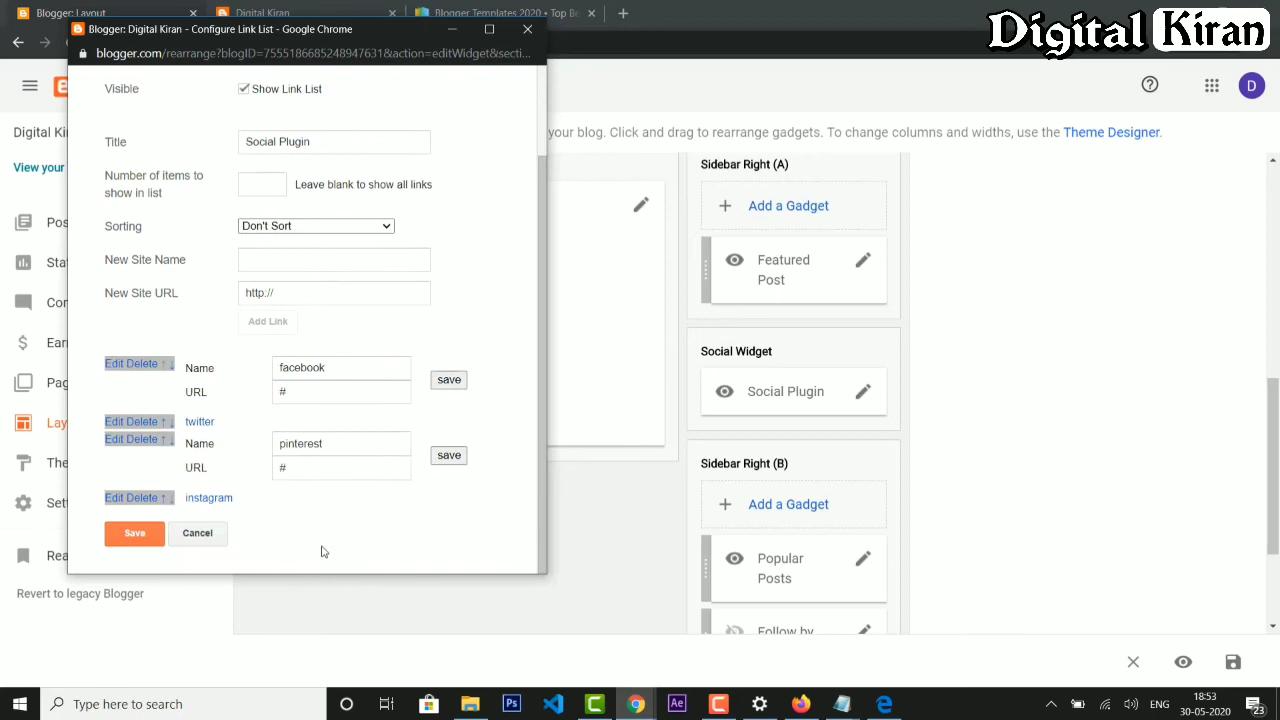 Blogger: Layout
Digital Kiran
Blogger Templates 2020 • Top Be
Blogger: Digital Kiran - Configure Link List - Google Chrome
blogger.com/rearrange?blogID=7555186685248947631&action=editWidget&secti...
Digital Kiran
Visible
Show Link List
Title
Social Plugin
Number of items to show in list
Leave blank to show all links
Sorting
Don't Sort
New Site Name
New Site URL
http://
Add Link
Edit Delete ↑ ↓
Name
facebook
URL
#
save
Edit Delete ↑ ↓
twitter
Edit Delete ↑ ↓
Name
pinterest
URL
#
save
Edit Delete ↑ ↓
instagram
Save
Cancel
D
Digital Kir
your blog. Click and drag to rearrange gadgets. To change columns and widths, use the Theme Designer.
View your
Pos
Stat
Con
$
Earn
Pag
Lay
The
Sett
Rea
Revert to legacy Blogger
Sidebar Right (A)
Add a Gadget
Featured
Post
Social Widget
Social Plugin
Sidebar Right (B)
Add a Gadget
Popular
Posts
Follow by
Type here to search
Ps
Ae
ENG
18:53
30-05-2020
23